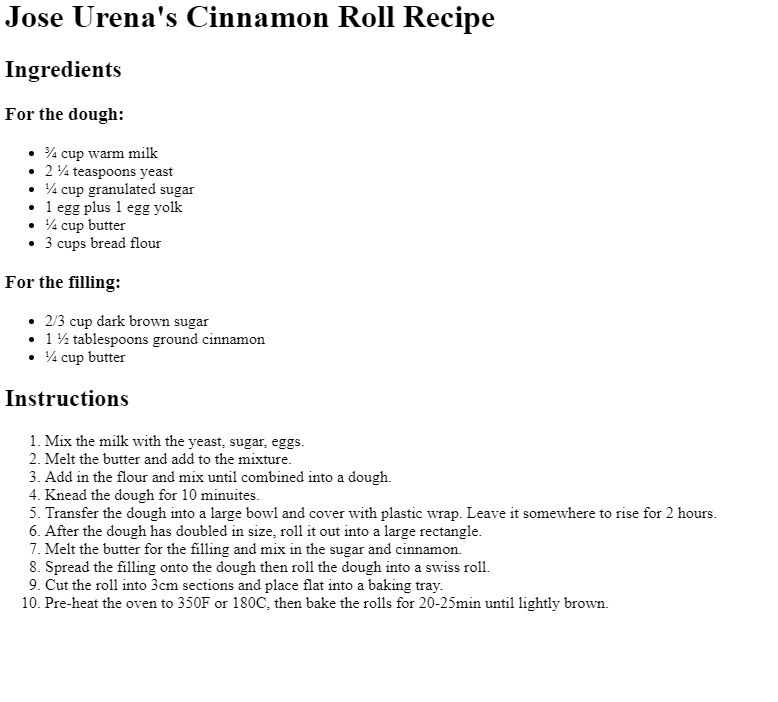 Jose Urena's Cinnamon Roll Recipe
Ingredients
For the dough:
• ¾ cup warm milk
• 2 ¼ teaspoons yeast
• ¼ cup granulated sugar
• 1 egg plus 1 egg yolk
• ¼ cup butter
• 3 cups bread flour
For the filling:
• 2/3 cup dark brown sugar
• 1 ½ tablespoons ground cinnamon
• ¼ cup butter
Instructions
1. Mix the milk with the yeast, sugar, eggs.
2. Melt the butter and add to the mixture.
3. Add in the flour and mix until combined into a dough.
4. Knead the dough for 10 minuites.
5. Transfer the dough into a large bowl and cover with plastic wrap. Leave it somewhere to rise for 2 hours.
6. After the dough has doubled in size, roll it out into a large rectangle.
7. Melt the butter for the filling and mix in the sugar and cinnamon.
8. Spread the filling onto the dough then roll the dough into a swiss roll.
9. Cut the roll into 3cm sections and place flat into a baking tray.
10. Pre-heat the oven to 350F or 180C, then bake the rolls for 20-25min until lightly brown.